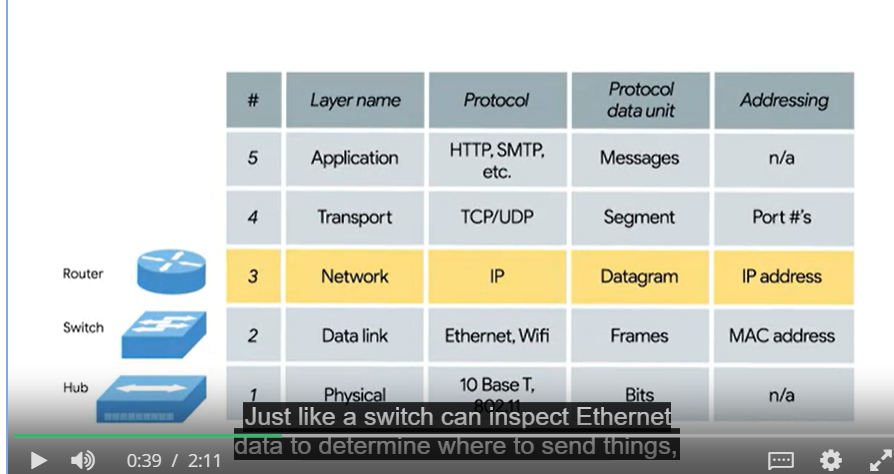 # Layer name Protocol Protocol data unit Addressing
5 Application HTTP, SMTP, etc. Messages n/a
4 Transport TCP/UDP Segment Port #'s
Router 3 Network IP Datagram IP address
Switch 2 Data link Ethernet, Wifi Frames MAC address
Hub 1 Physical 10 Base T, 802.11 Bits n/a
Just like a switch can inspect Ethernet
data to determine where to send things,
0:39 / 2:11